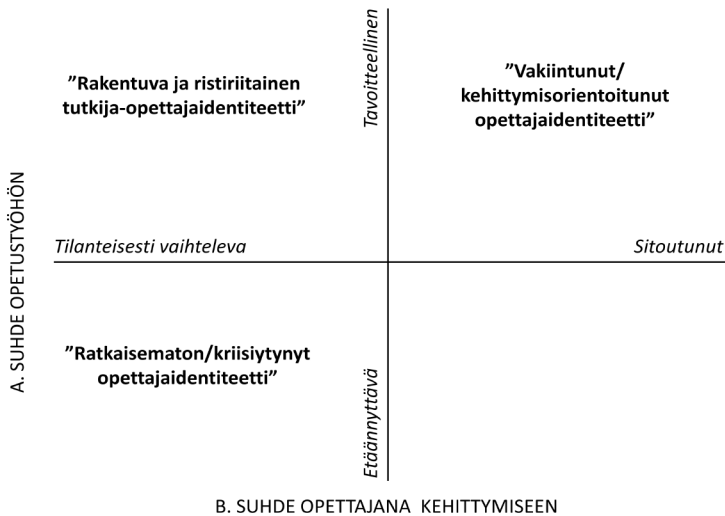 ”Rakentuva ja ristiriitainen
tutkija-opettajaidentiteetti”
Tavoitteellinen
”Vakiintunut/
kehittymisorientoitunut
opettajaidentiteetti”
A. SUHDE OPETUSTYÖHÖN
Tilanteisesti vaihteleva
Sitoutunut
”Ratkaisematon/kriisiytynyt
opettajaidentiteetti”
Etäännyttävä
B. SUHDE OPETTAJANA KEHITTYMISEEN